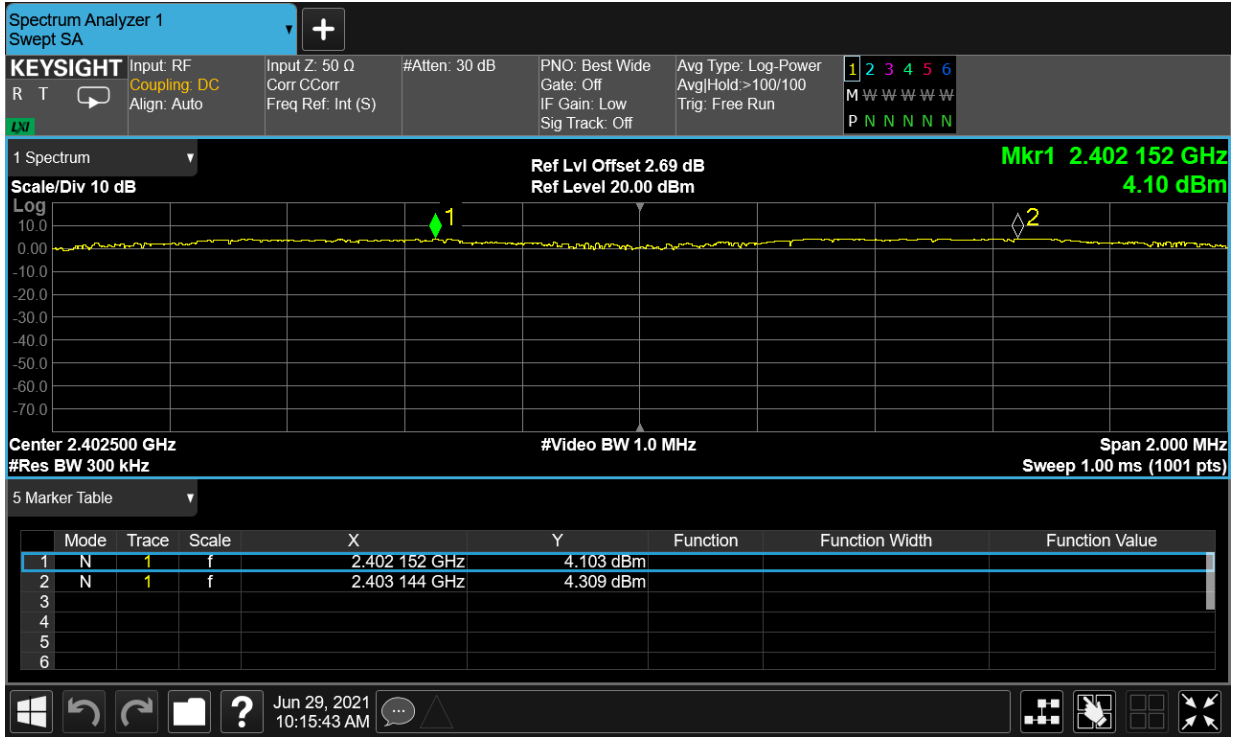 Spectrum Analyzer 1
Swept SA
KEYSIGHT
R T
LXI
Input: RF
Coupling: DC
Align: Auto
Input Z: 50 Ω
Corr CCorr
Freq Ref: Int (S)
#Atten: 30 dB
PNO: Best Wide
Gate: Off
IF Gain: Low
Sig Track: Off
Avg Type: Log-Power
Avg|Hold:>100/100
Trig: Free Run
1 2 3 4 5 6
M W W W W W
P N N N N N
1 Spectrum
Scale/Div 10 dB
Ref Lvl Offset 2.69 dB
Ref Level 20.00 dBm
Mkr1 2.402 152 GHz
4.10 dBm
Log
10.0
0.00
-10.0
-20.0
-30.0
-40.0
-50.0
-60.0
-70.0
1
2
Center 2.402500 GHz
#Video BW 1.0 MHz
Span 2.000 MHz
#Res BW 300 kHz
Sweep 1.00 ms (1001 pts)
5 Marker Table
Mode Trace Scale X Y Function Function Width Function Value
1 N 1 f 2.402 152 GHz 4.103 dBm
2 N 1 f 2.403 144 GHz 4.309 dBm
3
4
5
6
?
Jun 29, 2021
10:15:43 AM